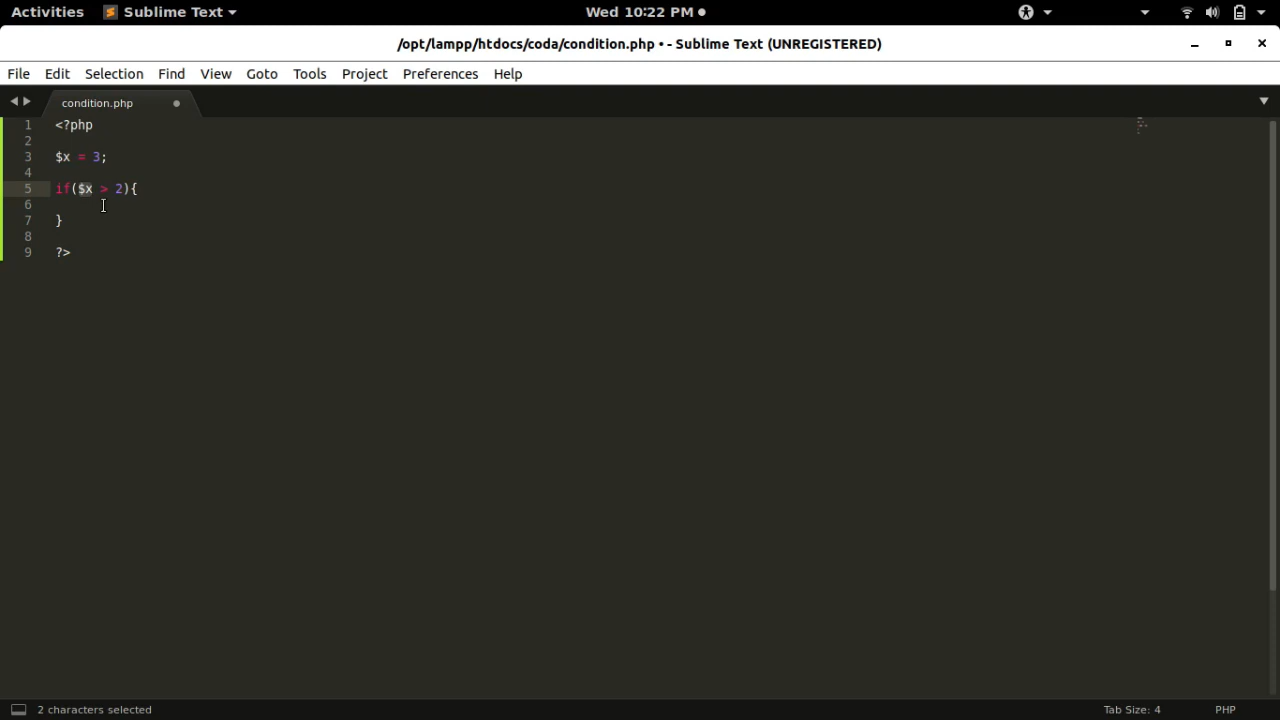 Activities Sublime Text Wed 10:22 PM
/opt/lampp/htdocs/coda/condition.php • - Sublime Text (UNREGISTERED)
File Edit Selection Find View Goto Tools Project Preferences Help
condition.php
1 <?php
2
3 $x = 3;
4
5 if($x > 2){
6
7 }
8
9 ?>
2 characters selected Tab Size: 4 PHP